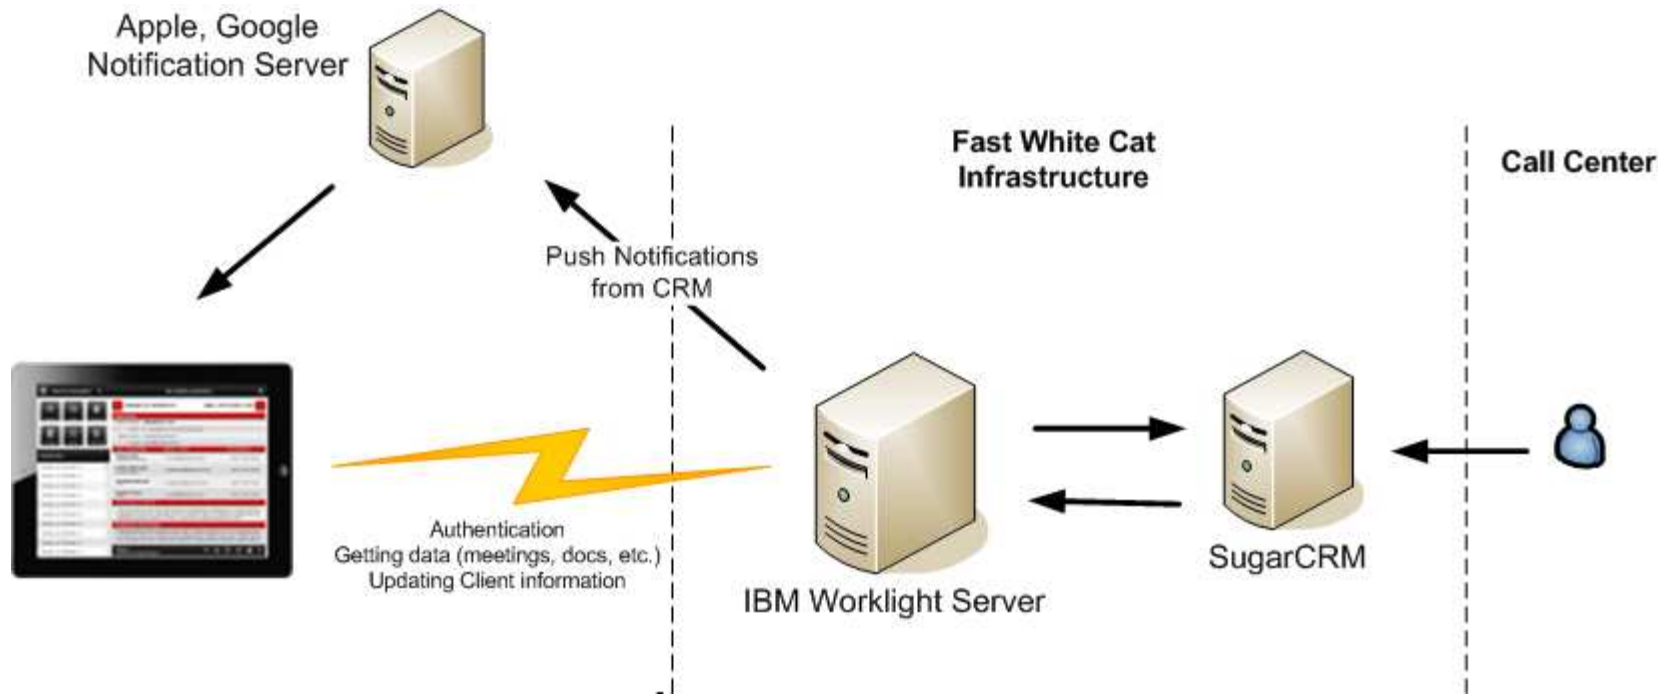 Apple, Google
Notification Server
Fast White Cat
Infrastructure
Call Center
Push Notifications
from CRM
Authentication
Getting data (meetings, docs, etc.)
Updating Client information
IBM Worklight Server
SugarCRM